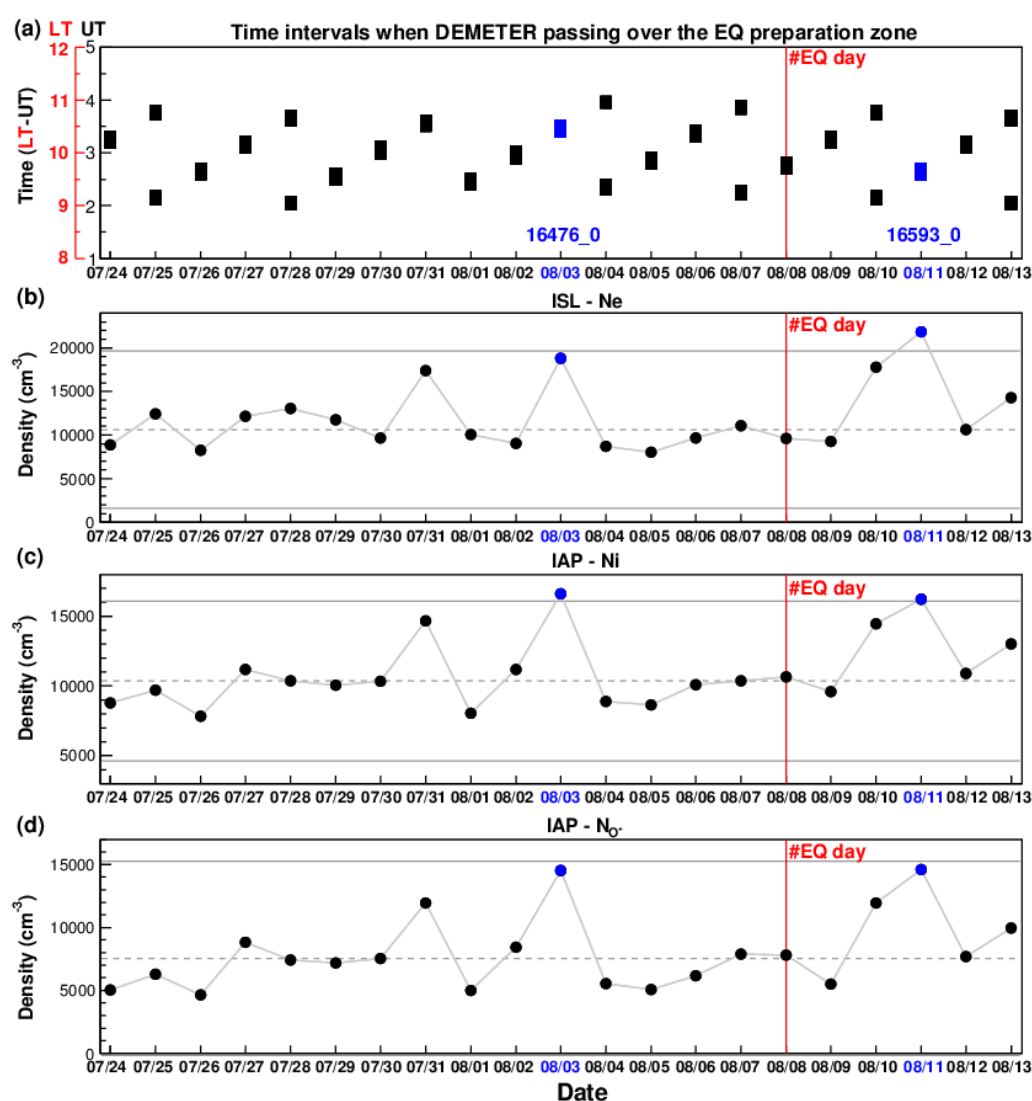 (a) LT UT Time intervals when DEMETER passing over the EQ preparation zone
12 5 #EQ day
11 4
10 3
9 2
8 1
Time (LT-UT)
16476_0 16593_0
07/24 07/25 07/26 07/27 07/28 07/29 07/30 07/31 08/01 08/02 08/03 08/04 08/05 08/06 08/07 08/08 08/09 08/10 08/11 08/12 08/13
(b) ISL - Ne
#EQ day
20000
15000
10000
5000
0
Density (cm-3)
07/24 07/25 07/26 07/27 07/28 07/29 07/30 07/31 08/01 08/02 08/03 08/04 08/05 08/06 08/07 08/08 08/09 08/10 08/11 08/12 08/13
(c) IAP - Ni
#EQ day
15000
10000
5000
Density (cm-3)
07/24 07/25 07/26 07/27 07/28 07/29 07/30 07/31 08/01 08/02 08/03 08/04 08/05 08/06 08/07 08/08 08/09 08/10 08/11 08/12 08/13
(d) IAP - NO-
#EQ day
15000
10000
5000
0
Density (cm-3)
07/24 07/25 07/26 07/27 07/28 07/29 07/30 07/31 08/01 08/02 08/03 08/04 08/05 08/06 08/07 08/08 08/09 08/10 08/11 08/12 08/13
Date